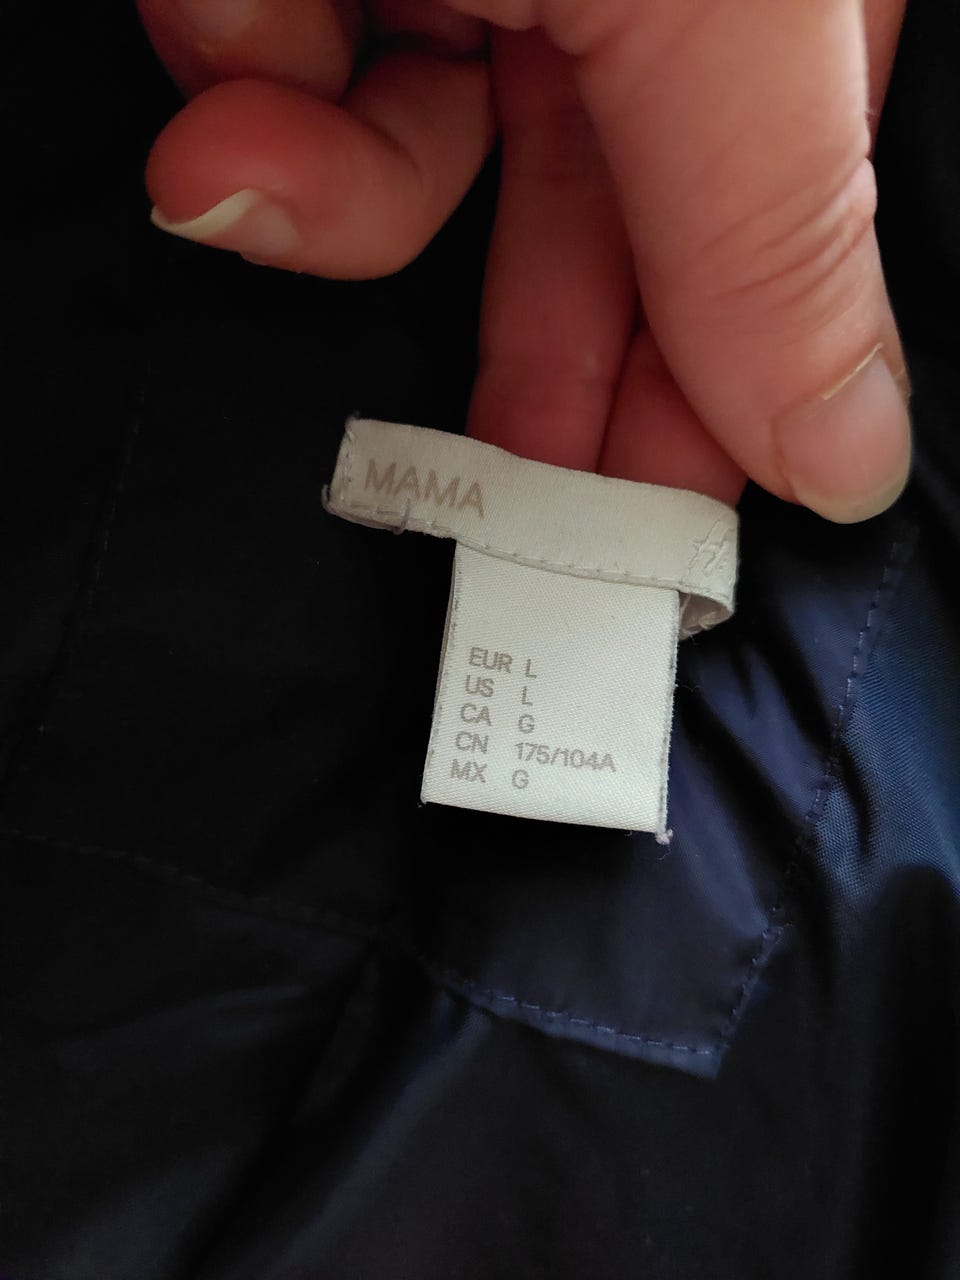 MAMA
EUR L
US L
CA G
CN 175/104A
MX G